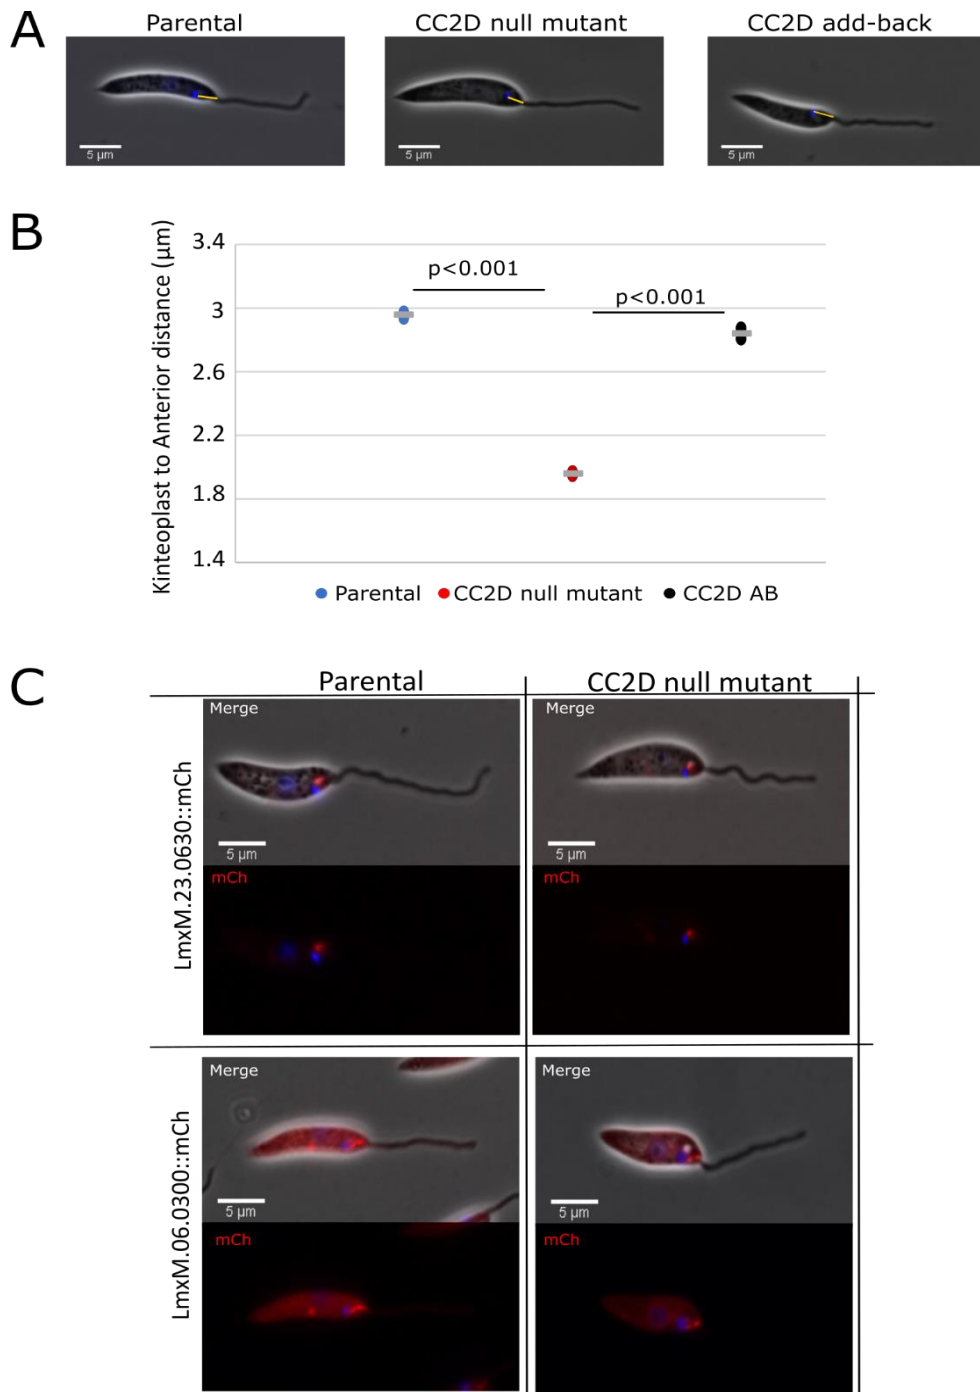 A
Parental
CC2D null mutant
CC2D add-back
5 µm
5 µm
5 µm
B
Kinteoplast to Anterior distance (µm)
3.4
3
2.6
2.2
1.8
1.4
p<0.001
p<0.001
Parental
CC2D null mutant
CC2D AB
C
Parental
CC2D null mutant
LmxM.23.0630::mCh
Merge
5 µm
mCh
Merge
5 µm
mCh
LmxM.06.0300::mCh
Merge
5 µm
mCh
Merge
5 µm
mCh